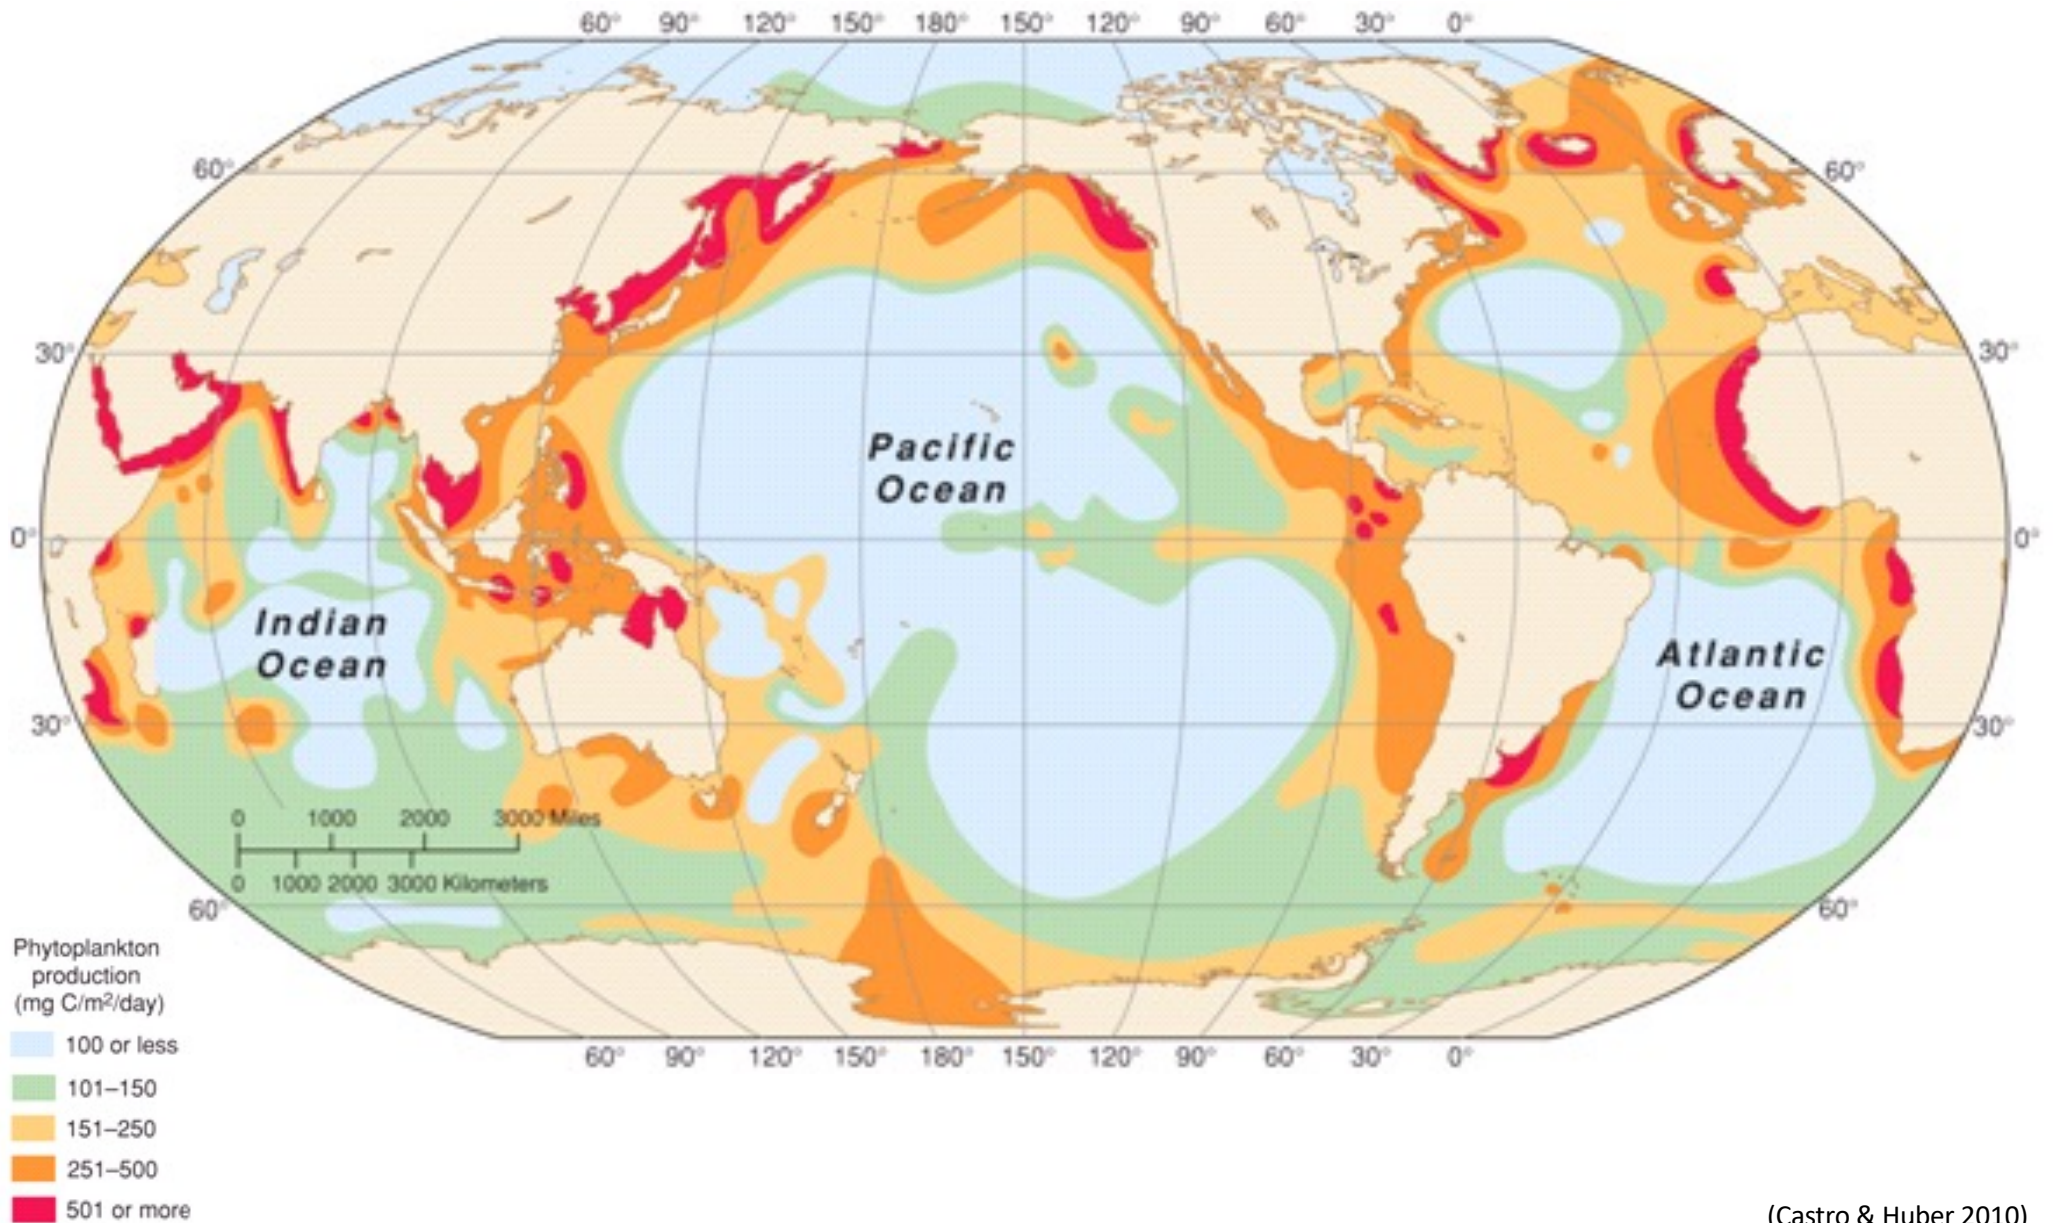 60° 90° 120° 150° 180° 150° 120° 90° 60° 30° 0°
60° 60°
30° 30°
Pacific
Ocean
0° 0°
Indian
Ocean
Atlantic
Ocean
30° 30°
0 1000 2000 3000 Miles
0 1000 2000 3000 Kilometers
60° 60°
60° 90° 120° 150° 180° 150° 120° 90° 60° 30° 0°
Phytoplankton
production
(mg C/m²/day)
100 or less
101–150
151–250
251–500
501 or more
(Castro & Huber 2010)